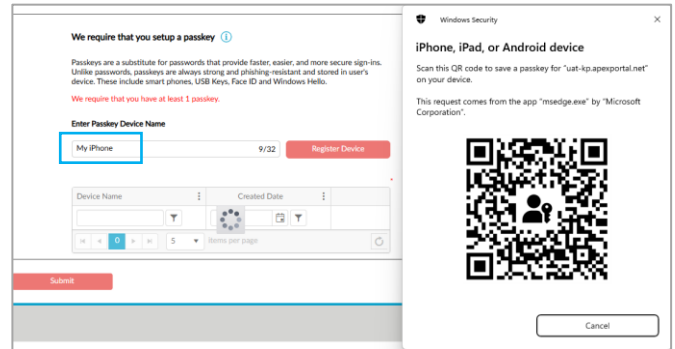 We require that you setup a passkey
Passkeys are a substitute for passwords that provide faster, easier, and more secure sign-ins.
Unlike passwords, passkeys are always strong and phishing-resistant and stored in user's
device. These include smart phones, USB Keys, Face ID and Windows Hello.
We require that you have at least 1 passkey.
Enter Passkey Device Name
My iPhone 9/32 Register Device
Device Name Created Date
0 5 items per page
Submit
Windows Security
iPhone, iPad, or Android device
Scan this QR code to save a passkey for "uat-kp.apexportal.net"
on your device.
This request comes from the app "msedge.exe" by "Microsoft
Corporation".
Cancel